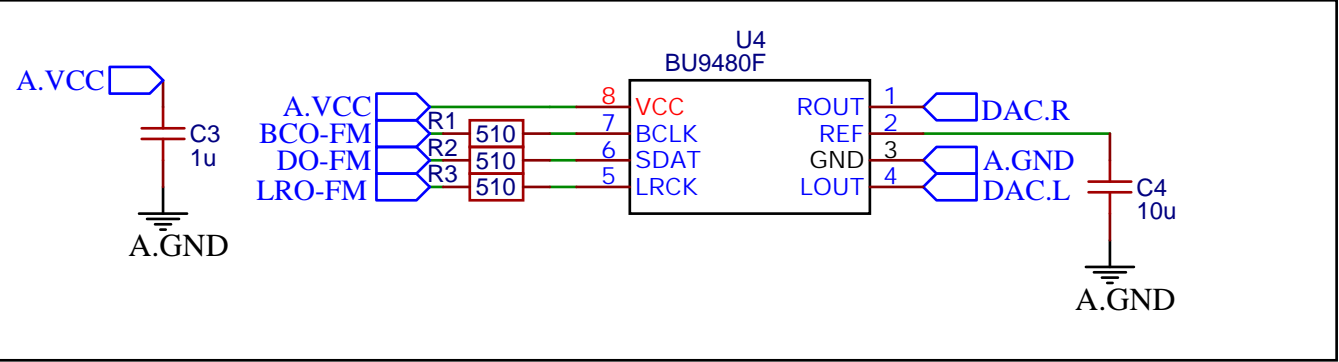 U4
BU9480F
A.VCC
C3
1u
A.GND
A.VCC 8 VCC ROUT 1 DAC.R
BCO-FM R1 510 7 BCLK REF 2
DO-FM R2 510 6 SDAT GND 3 A.GND
LRO-FM R3 510 5 LRCK LOUT 4 DAC.L
C4
10u
A.GND